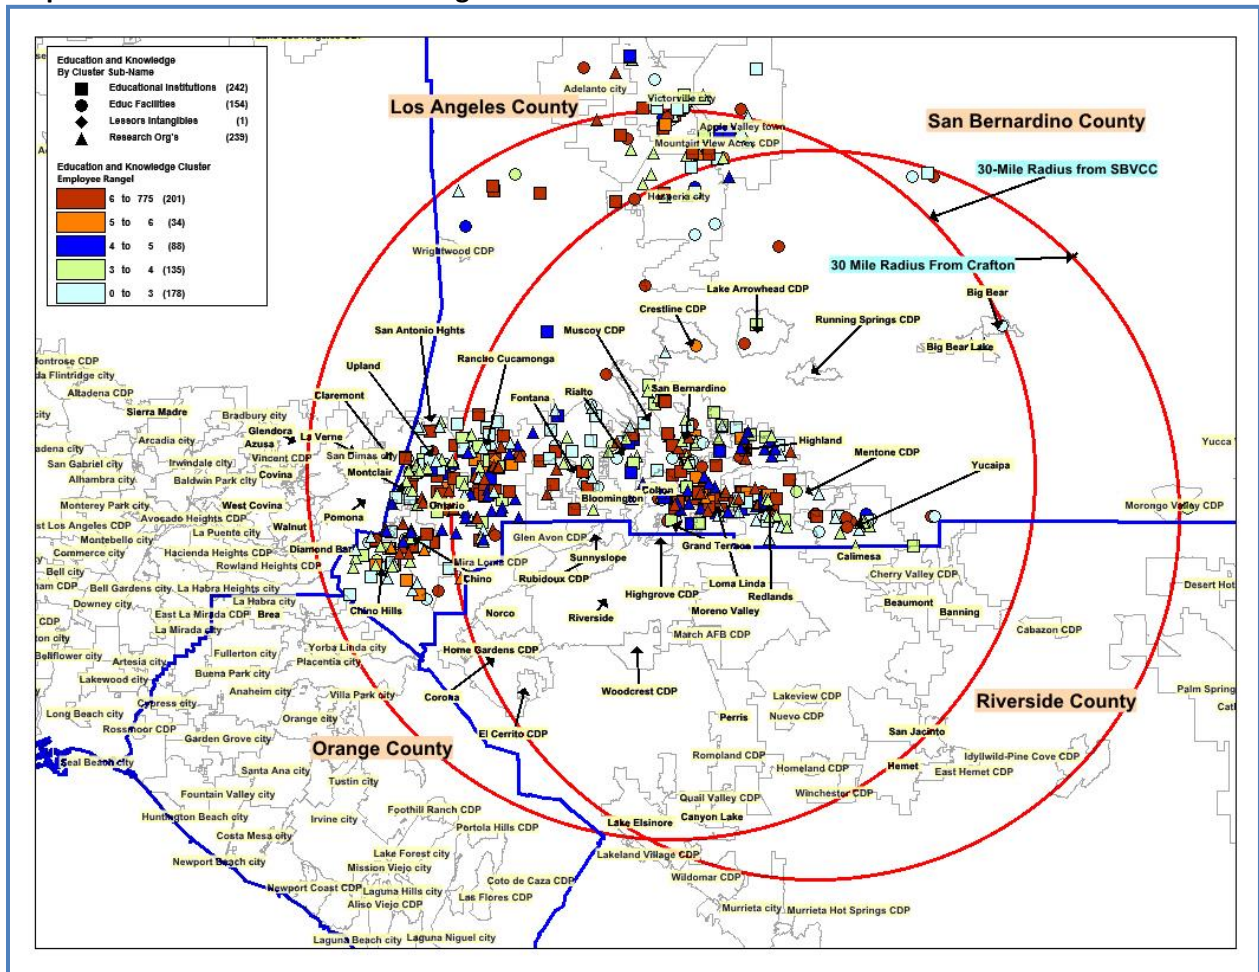 Education and Knowledge
By Cluster Sub-Name
Educational Institutions (242)
Educ Facilities (154)
Lessors Intangibles (1)
Research Org's (239)
Education and Knowledge Cluster
Employee Rangel
6 to 775 (201)
5 to 6 (34)
4 to 5 (88)
3 to 4 (135)
0 to 3 (178)
Los Angeles County
San Bernardino County
30-Mile Radius from SBVCC
30 Mile Radius From Crafton
Adelanto city
Victorville city
Apple Valley town
Mountain View Acres CDP
Hesperia city
Wrightwood CDP
Lake Arrowhead CDP
Crestline CDP
Running Springs CDP
Big Bear
Big Bear Lake
San Antonio Hghts
Muscoy CDP
Upland
Rancho Cucamonga
Claremont
Fontana
Rialto
San Bernardino
Altadena CDP
Sierra Madre
Bradbury city
Glendora
Azusa
La Verne
Arcadia city
San Gabriel city
Irwindale city
Vincent CDP
San Dimas city
Highland
Mentone CDP
Yucaipa
Alhambra city
Baldwin Park city
Covina
Montclair
Monterey Park city
West Covina
Avocado Heights CDP
Pomona
Ontario
Bloomington
Colton
Morongo Valley CDP
Montebello city
La Puente city
Walnut
Commerce city
Hacienda Heights CDP
Diamond Bar
Rowland Heights CDP
Glen Avon CDP
Sunnyslope
Grand Terrace
Calimesa
Mira Loma CDP
Chino
Rubidoux CDP
Loma Linda
Redlands
Cherry Valley CDP
Bell city
Bell Gardens city
La Habra Heights city
Downey city
La Habra city
East La Mirada CDP
Brea
Chino Hills
Norco
Riverside
Highgrove CDP
Moreno Valley
Beaumont
Banning
La Mirada city
March AFB CDP
Cabazon CDP
Bellflower city
Artesia city
Fullerton city
Yorba Linda city
Placentia city
Home Gardens CDP
Lakewood city
Buena Park city
Anaheim city
Villa Park city
Corona
Woodcrest CDP
Lakeview CDP
Riverside County
Cypress city
Long Beach city
Orange city
Perris
Nuevo CDP
Rossmoor CDP
Garden Grove city
Orange County
El Cerrito CDP
San Jacinto
Seal Beach city
Santa Ana city
Tustin city
Romoland CDP
Homeland CDP
Hemet
East Hemet CDP
Idyllwild-Pine Cove CDP
Fountain Valley city
Quail Valley CDP
Winchester CDP
Huntington Beach city
Irvine city
Foothill Ranch CDP
Portola Hills CDP
Lake Elsinore
Canyon Lake
Costa Mesa city
Newport Beach city
Lake Forest city
Mission Viejo city
Lakeland Village CDP
Wildomar CDP
Newport Coast CDP
Laguna Hills city
Aliso Viejo CDP
Coto de Caza CDP
Las Flores CDP
Murrieta city
Murrieta Hot Springs CDP
Laguna Beach city
Laguna Niguel city